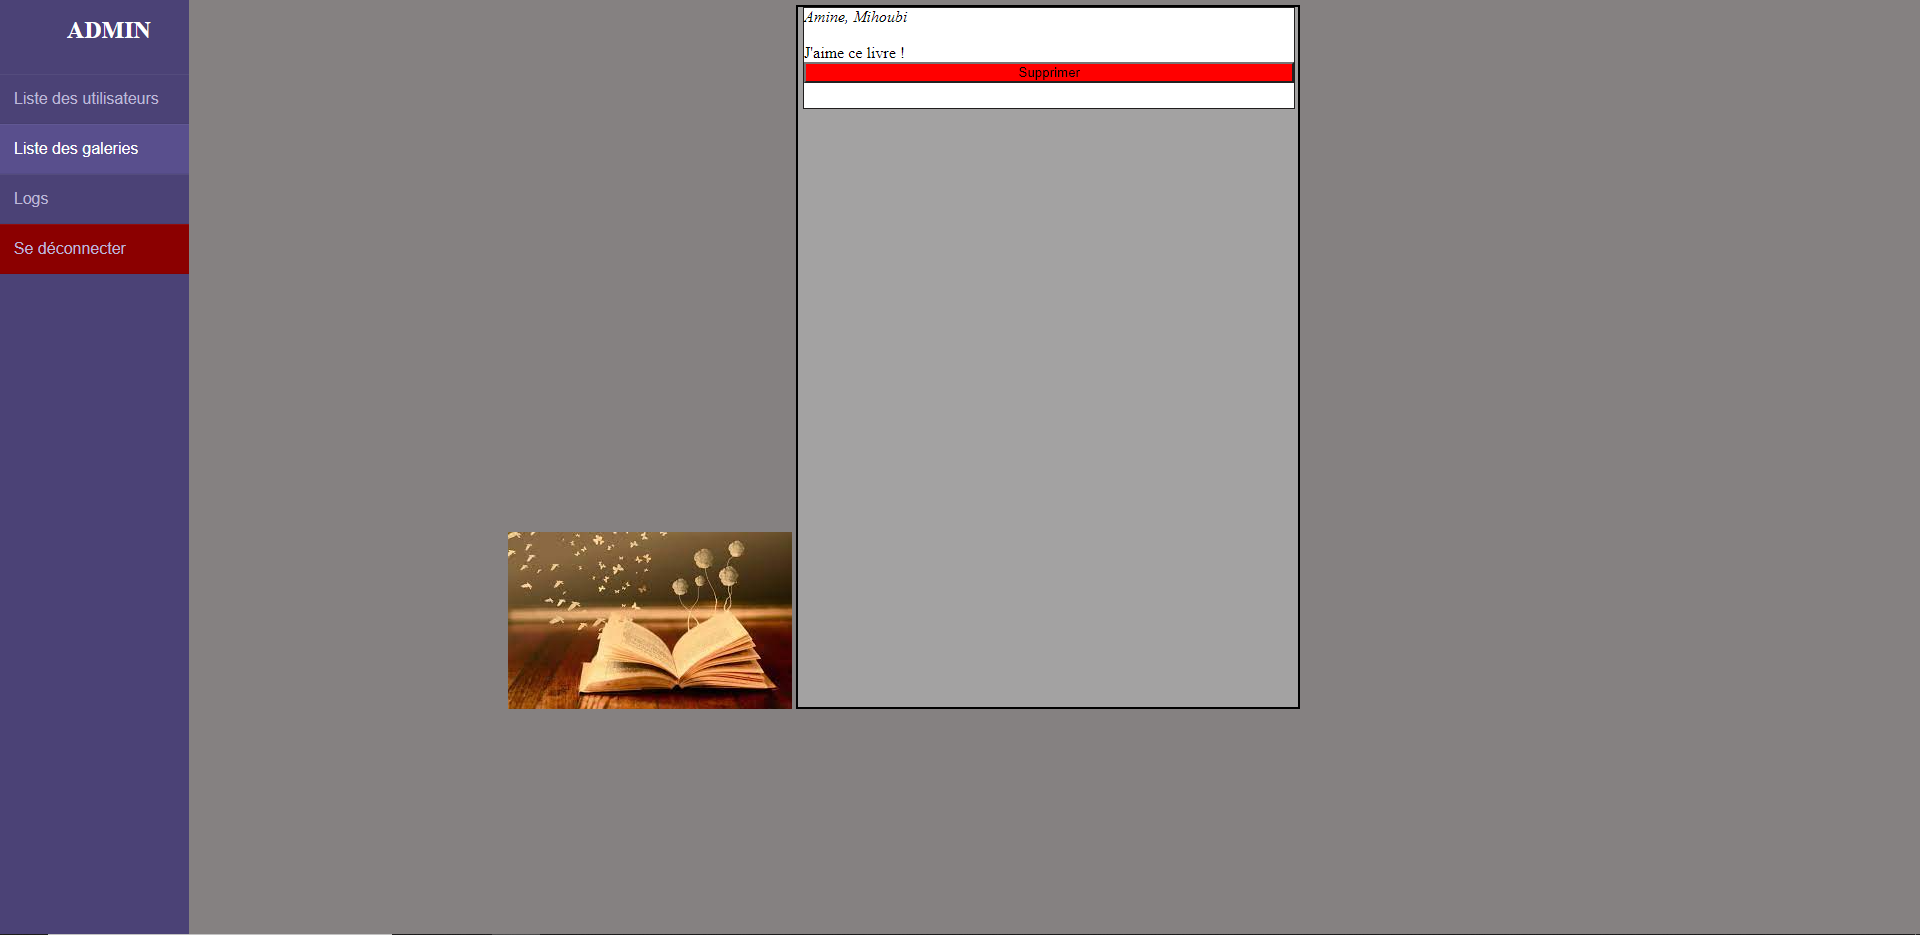 ADMIN
Liste des utilisateurs
Liste des galeries
Logs
Se déconnecter
Amine, Mihoubi
J'aime ce livre !
Supprimer